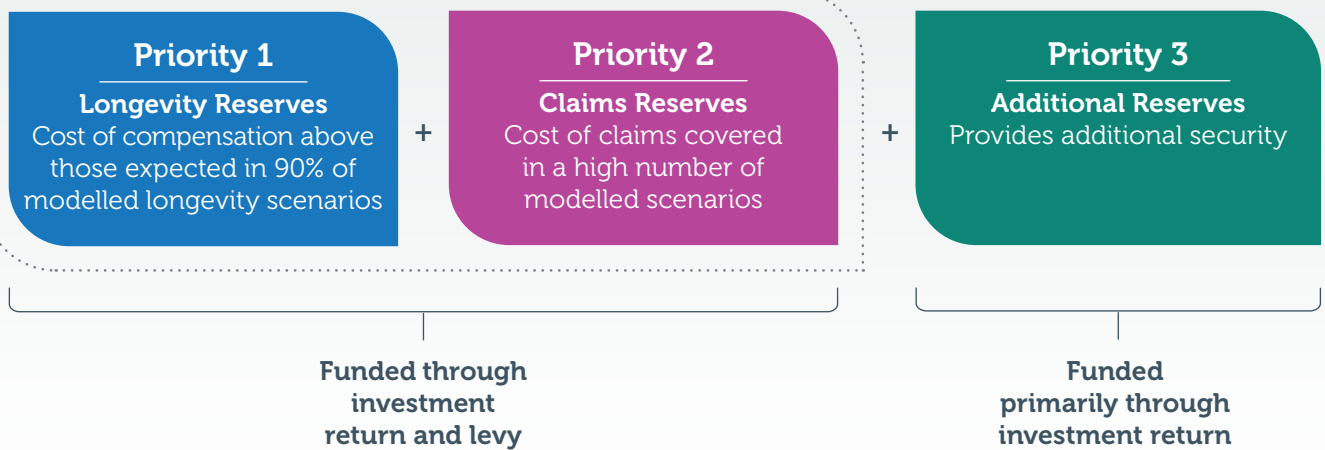 Priority 1
Longevity Reserves
Cost of compensation above
those expected in 90% of
modelled longevity scenarios
+
Priority 2
Claims Reserves
Cost of claims covered
in a high number of
modelled scenarios
+
Priority 3
Additional Reserves
Provides additional security
Funded through
investment
return and levy
Funded
primarily through
investment return